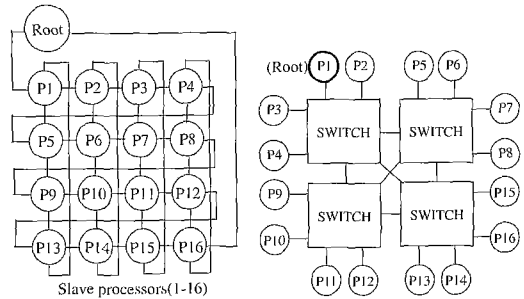 Root
P1 P2 P3 P4
P5 P6 P7 P8
P9 P10 P11 P12
P13 P14 P15 P16
Slave processors(1-16)
(Root) P1 P2 P5 P6
P3 SWITCH SWITCH P7
P4 P8
P9 SWITCH SWITCH P15
P10 P16
P11 P12 P13 P14